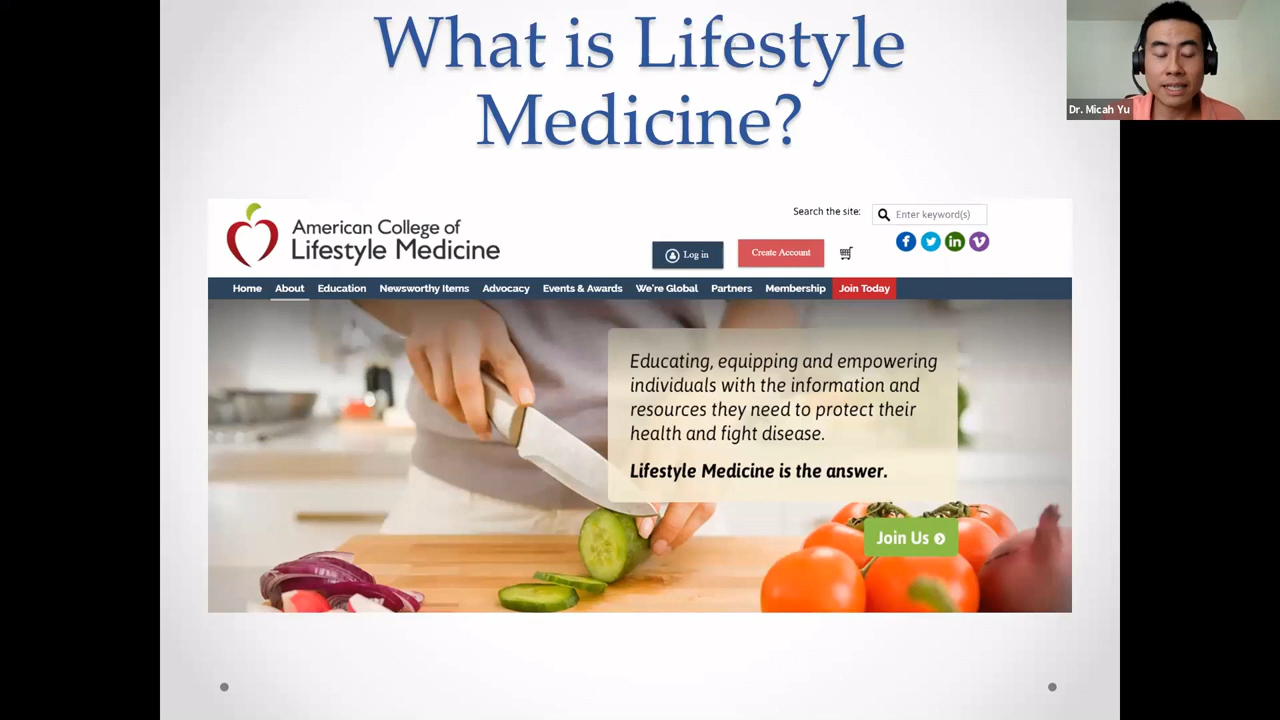 What is Lifestyle
Medicine?
Dr. Micah Yu
American College of
Lifestyle Medicine
Search the site:
Enter keyword(s)
Log in
Create Account
Home About Education Newsworthy Items Advocacy Events & Awards We're Global Partners Membership Join Today
Educating, equipping and empowering
individuals with the information and
resources they need to protect their
health and fight disease.
Lifestyle Medicine is the answer.
Join Us